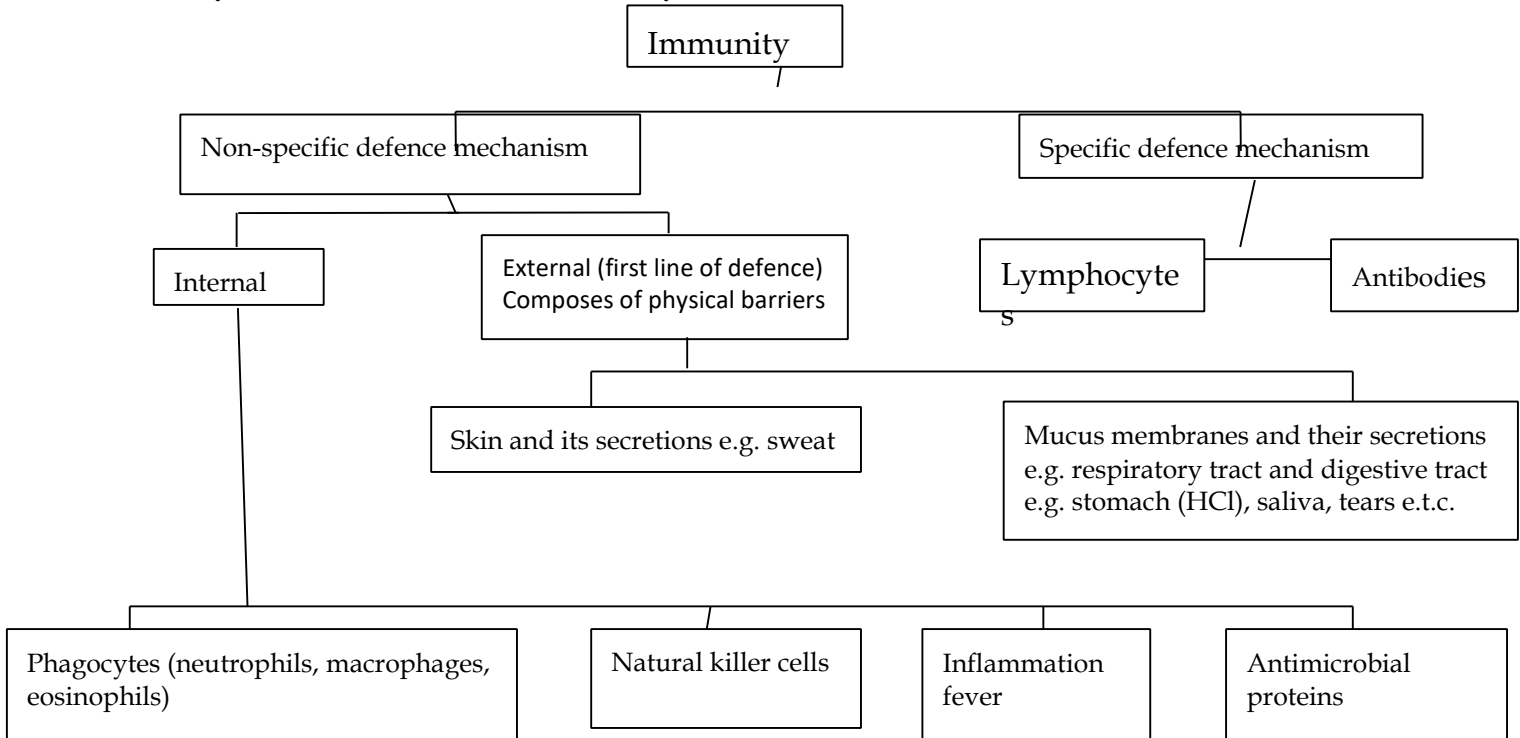 Immunity
Non-specific defence mechanism
Specific defence mechanism
Internal
External (first line of defence)
Composes of physical barriers
Lymphocyte
s
Antibodies
Skin and its secretions e.g. sweat
Mucus membranes and their secretions
e.g. respiratory tract and digestive tract
e.g. stomach (HCl), saliva, tears e.t.c.
Phagocytes (neutrophils, macrophages,
eosinophils)
Natural killer cells
Inflammation
fever
Antimicrobial
proteins